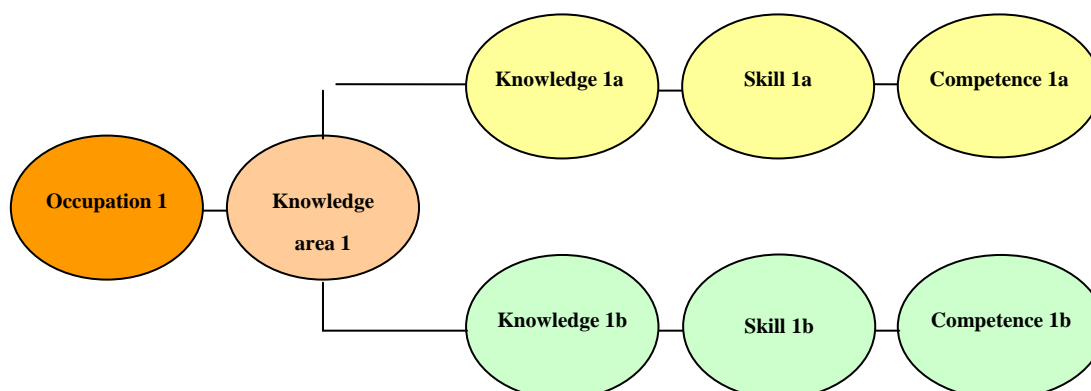 Knowledge 1a
Skill 1a
Competence 1a
Occupation 1
Knowledge
area 1
Knowledge 1b
Skill 1b
Competence 1b